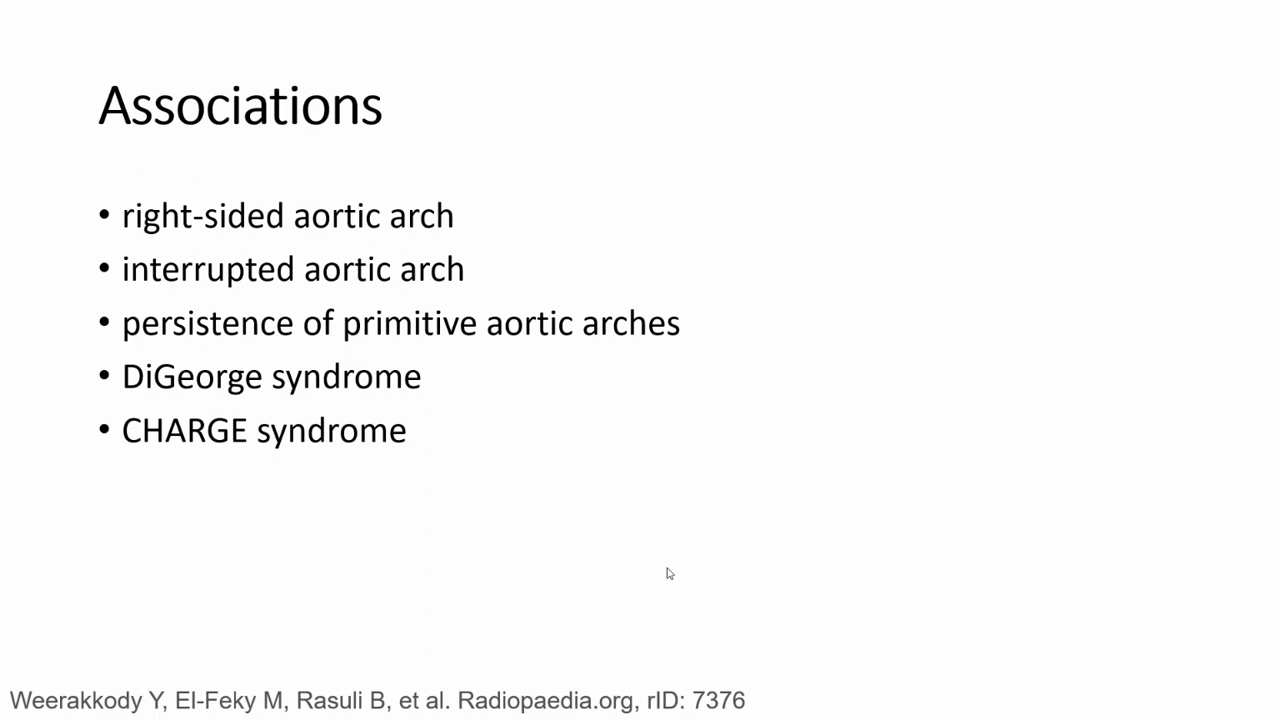 Associations
• right-sided aortic arch
• interrupted aortic arch
• persistence of primitive aortic arches
• DiGeorge syndrome
• CHARGE syndrome
Weerakkody Y, El-Feky M, Rasuli B, et al. Radiopaedia.org, rID: 7376